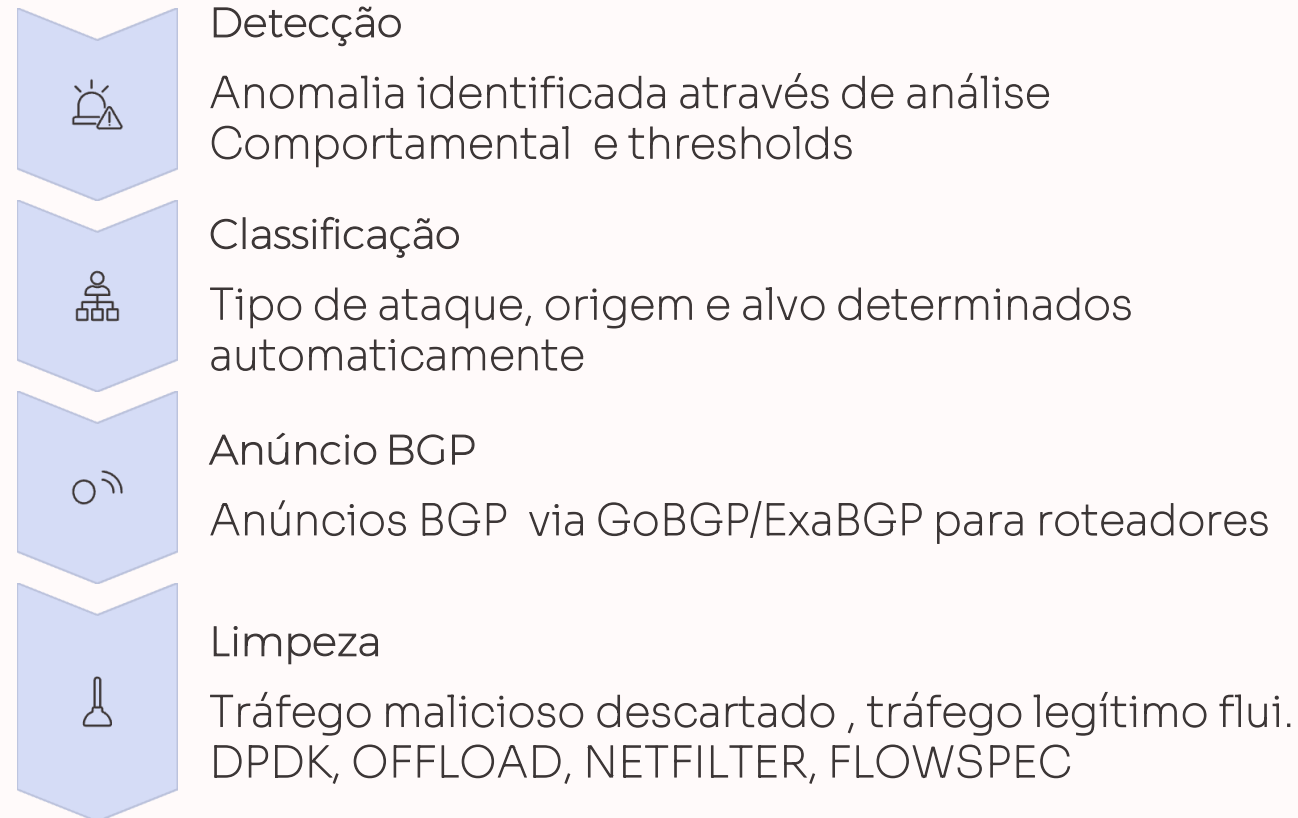 Detecção
Anomalia identificada através de análise
Comportamental  e thresholds
Classificação
Tipo de ataque, origem e alvo determinados
automaticamente
Anúncio BGP
Anúncios BGP  via GoBGP/ExaBGP para roteadores
Limpeza
Tráfego malicioso descartado , tráfego legítimo flui.
DPDK, OFFLOAD, NETFILTER, FLOWSPEC